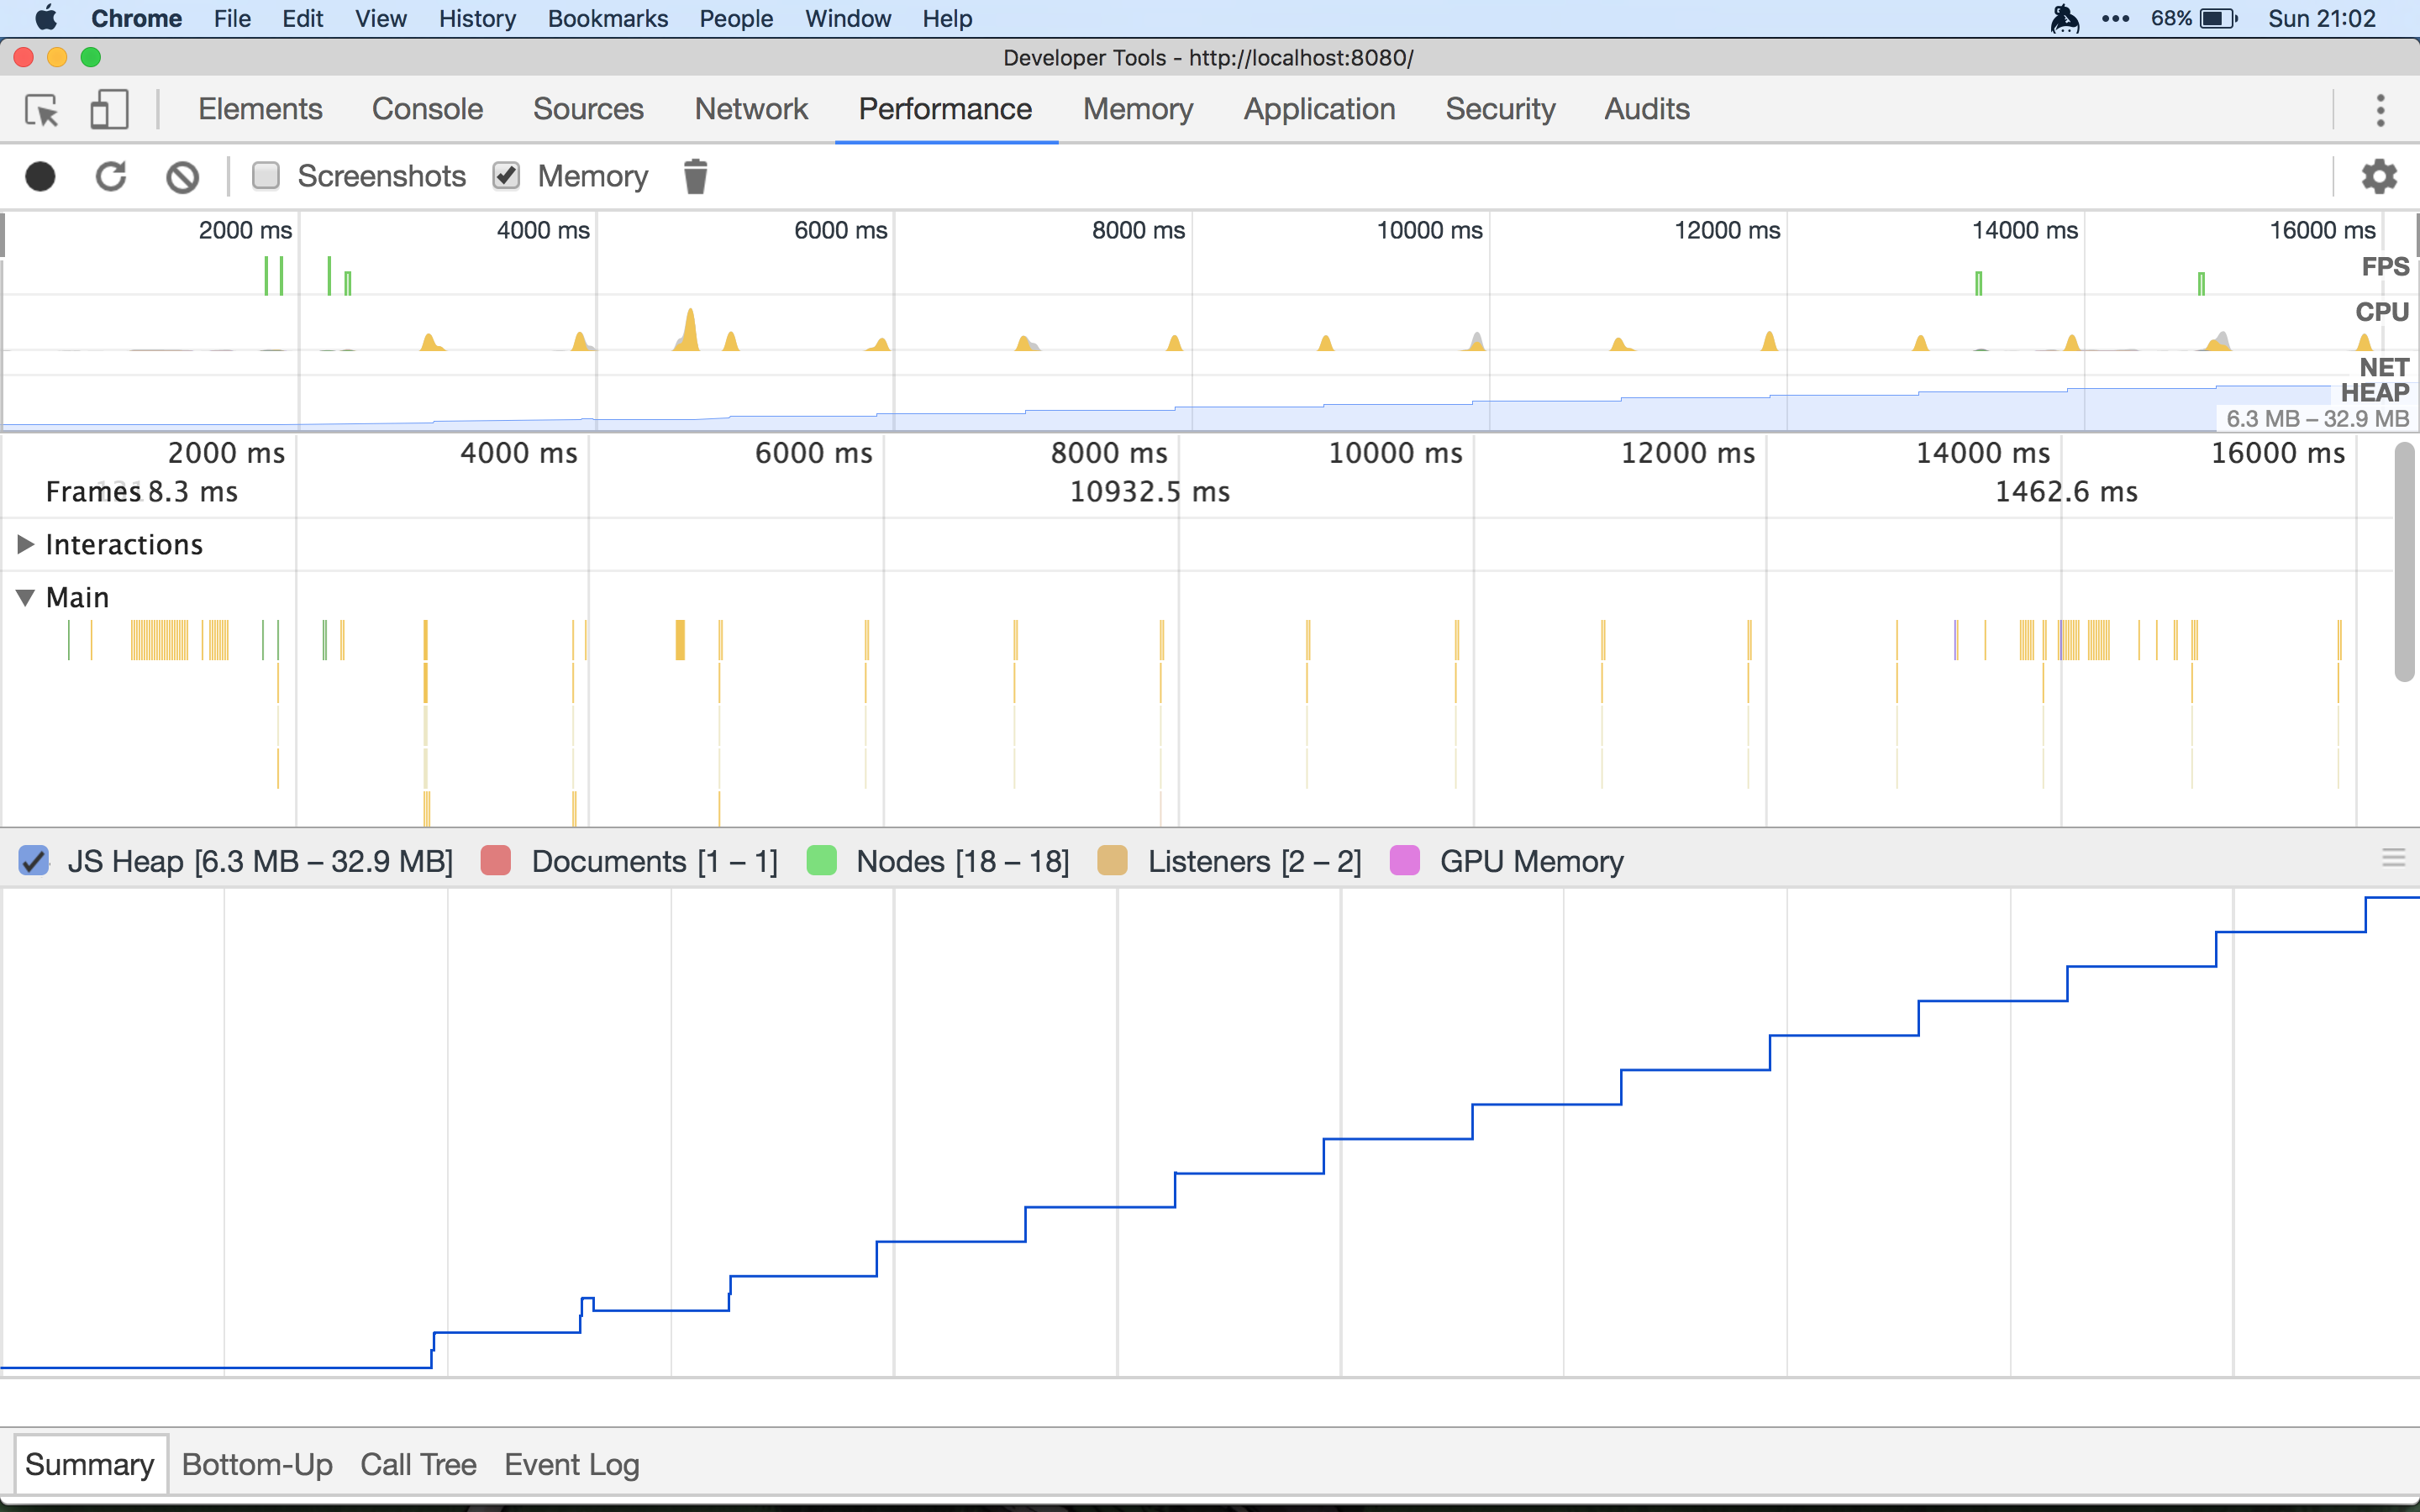 Chrome File Edit View History Bookmarks People Window Help 68% Sun 21:02
Developer Tools - http://localhost:8080/
Elements Console Sources Network Performance Memory Application Security Audits
Screenshots Memory
2000 ms 4000 ms 6000 ms 8000 ms 10000 ms 12000 ms 14000 ms 16000 ms
FPS
CPU
NET
HEAP
6.3 MB – 32.9 MB
2000 ms 4000 ms 6000 ms 8000 ms 10000 ms 12000 ms 14000 ms 16000 ms
Frames 8.3 ms 10932.5 ms 1462.6 ms
Interactions
Main
JS Heap [6.3 MB – 32.9 MB] Documents [1 – 1] Nodes [18 – 18] Listeners [2 – 2] GPU Memory
Summary Bottom-Up Call Tree Event Log